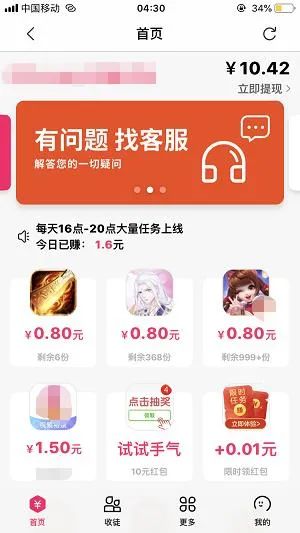 中国移动
04:30
34%
首页
￥10.42
立即提现
有问题 找客服
解答您的一切疑问
每天16点-20点大量任务上线
今日已赚： 1.6元
￥0.80元
￥0.80元
￥0.80元
剩余6份
剩余368份
剩余999+份
点击抽奖
4
领取
限时
任务
立即体验>
￥1.50元
试试手气
+0.01元
10元红包
限时领红包
首页
收徒
更多
我的